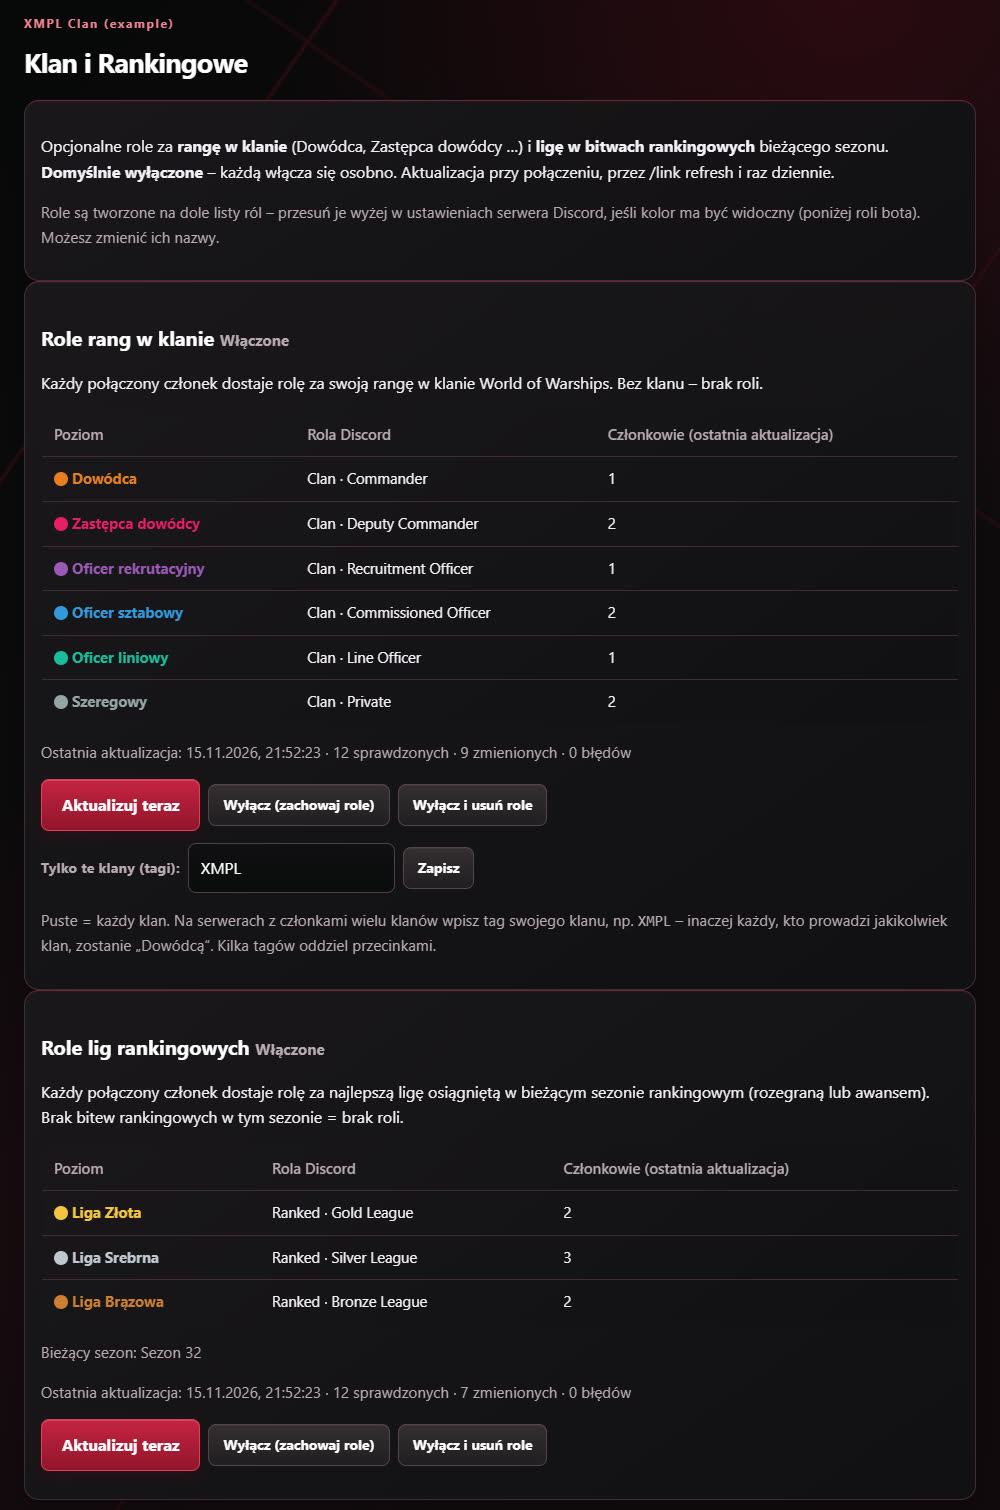 XMPL Clan (example)
Klan i Rankingowe
Opcjonalne role za rangę w klanie (Dowódca, Zastępca dowódcy ...) i ligę w bitwach rankingowych bieżącego sezonu.
Domyślnie wyłączone – każdą włącza się osobno. Aktualizacja przy połączeniu, przez /link refresh i raz dziennie.
Role są tworzone na dole listy ról – przesuń je wyżej w ustawieniach serwera Discord, jeśli kolor ma być widoczny (poniżej roli bota).
Możesz zmienić ich nazwy.
Role rang w klanie Włączone
Każdy połączony członek dostaje rolę za swoją rangę w klanie World of Warships. Bez klanu – brak roli.
Poziom Rola Discord Członkowie (ostatnia aktualizacja)
Dowódca Clan · Commander 1
Zastępca dowódcy Clan · Deputy Commander 2
Oficer rekrutacyjny Clan · Recruitment Officer 1
Oficer sztabowy Clan · Commissioned Officer 2
Oficer liniowy Clan · Line Officer 1
Szeregowy Clan · Private 2
Ostatnia aktualizacja: 15.11.2026, 21:52:23 · 12 sprawdzonych · 9 zmienionych · 0 błędów
Aktualizuj teraz Wyłącz (zachowaj role) Wyłącz i usuń role
Tylko te klany (tagi): XMPL Zapisz
Puste = każdy klan. Na serwerach z członkami wielu klanów wpisz tag swojego klanu, np. XMPL – inaczej każdy, kto prowadzi jakikolwiek
klan, zostanie „Dowódcą”. Kilka tagów oddziel przecinkami.
Role lig rankingowych Włączone
Każdy połączony członek dostaje rolę za najlepszą ligę osiągniętą w bieżącym sezonie rankingowym (rozegraną lub awansem).
Brak bitew rankingowych w tym sezonie = brak roli.
Poziom Rola Discord Członkowie (ostatnia aktualizacja)
Liga Złota Ranked · Gold League 2
Liga Srebrna Ranked · Silver League 3
Liga Brązowa Ranked · Bronze League 2
Bieżący sezon: Sezon 32
Ostatnia aktualizacja: 15.11.2026, 21:52:23 · 12 sprawdzonych · 7 zmienionych · 0 błędów
Aktualizuj teraz Wyłącz (zachowaj role) Wyłącz i usuń role